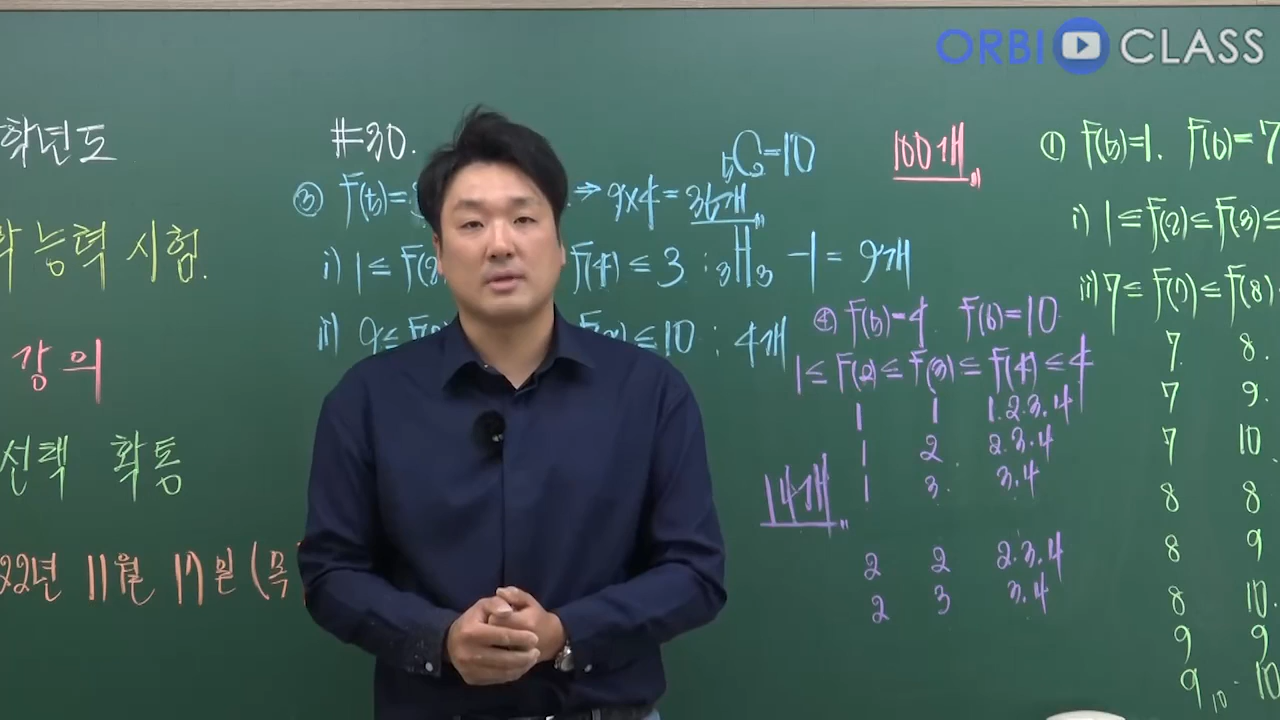 ORBI CLASS
학년도
능력 시험.
강의
선택 확통
22년 11월 17일 (목
#30.
③ f(5)=
→ 9×4=36개
₅C =10
i) 1 ≤ f(2
f(4) ≤ 3 : ₃H₃ -1 = 9개
ii) 9 ≤
≤ 10 : 4개
100개
④ f(5)=4 f(6)=10
1 ≤ f(2) ≤ f(3) ≤ f(4) ≤ 4
1 1 1.2.3.4
1 2 2.3.4
1 3 3.4
14개
2 2 2.3.4
2 3 3.4
① f(5)=1. f(6)=7
i) 1 ≤ f(2) ≤ f(3) ≤
ii) 7 ≤ f(7) ≤ f(8)
7 8.
7 9.
7 10
8 8
8 9
8 10.
9 9
9 10 10